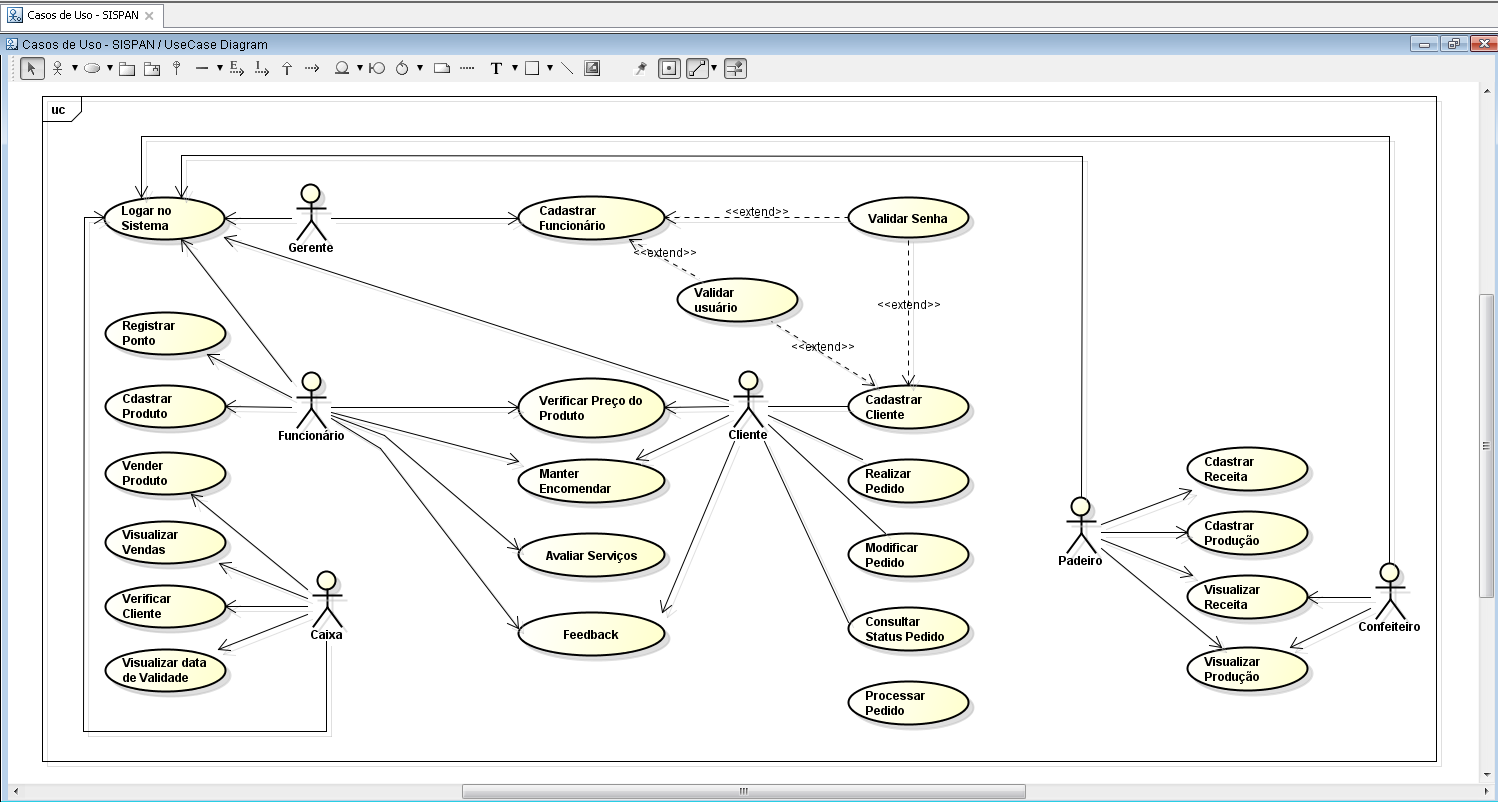 Casos de Uso - SISPAN
Casos de Uso - SISPAN / UseCase Diagram
E
I
T
uc
Logar no
Sistema
Gerente
Cadastrar
Funcionário
<<extend>>
Validar Senha
<<extend>>
Validar
usuário
<<extend>>
<<extend>>
Registrar
Ponto
Cdastrar
Produto
Funcionário
Verificar Preço do
Produto
Cliente
Cadastrar
Cliente
Vender
Produto
Manter
Encomendar
Realizar
Pedido
Cdastrar
Receita
Visualizar
Vendas
Avaliar Serviços
Modificar
Pedido
Padeiro
Cdastrar
Produção
Verificar
Cliente
Caixa
Feedback
Consultar
Status Pedido
Visualizar
Receita
Confeiteiro
Visualizar data
de Validade
Processar
Pedido
Visualizar
Produção